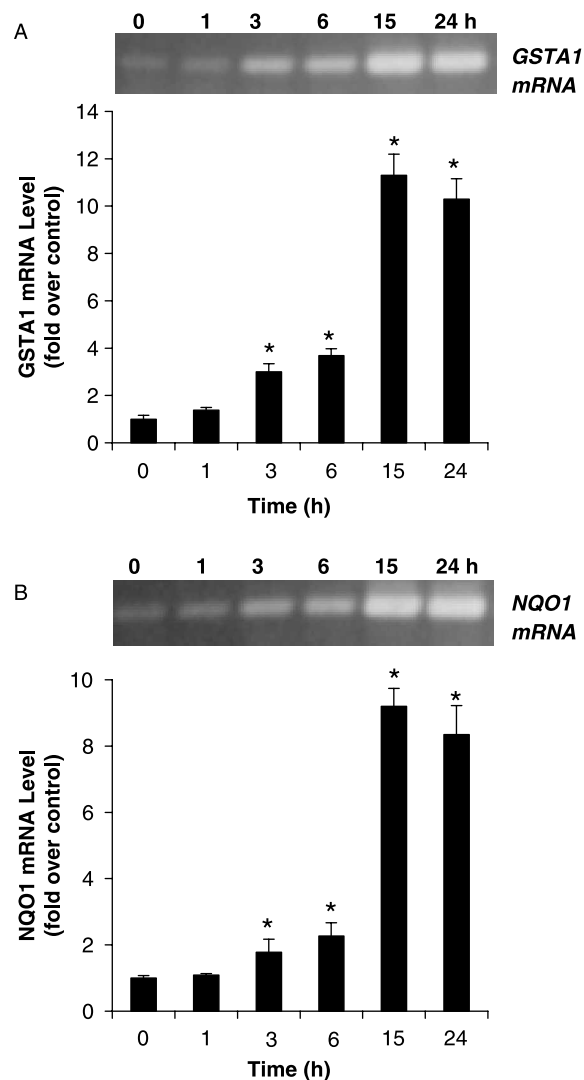 A
0 1 3 6 15 24 h
GSTA1
mRNA
GSTA1 mRNA Level
(fold over control)
14
12
10
8
6
4
2
0
* * * *
0 1 3 6 15 24
Time (h)
B
0 1 3 6 15 24 h
NQO1
mRNA
NQO1 mRNA Level
(fold over control)
10
8
6
4
2
0
* * * *
0 1 3 6 15 24
Time (h)